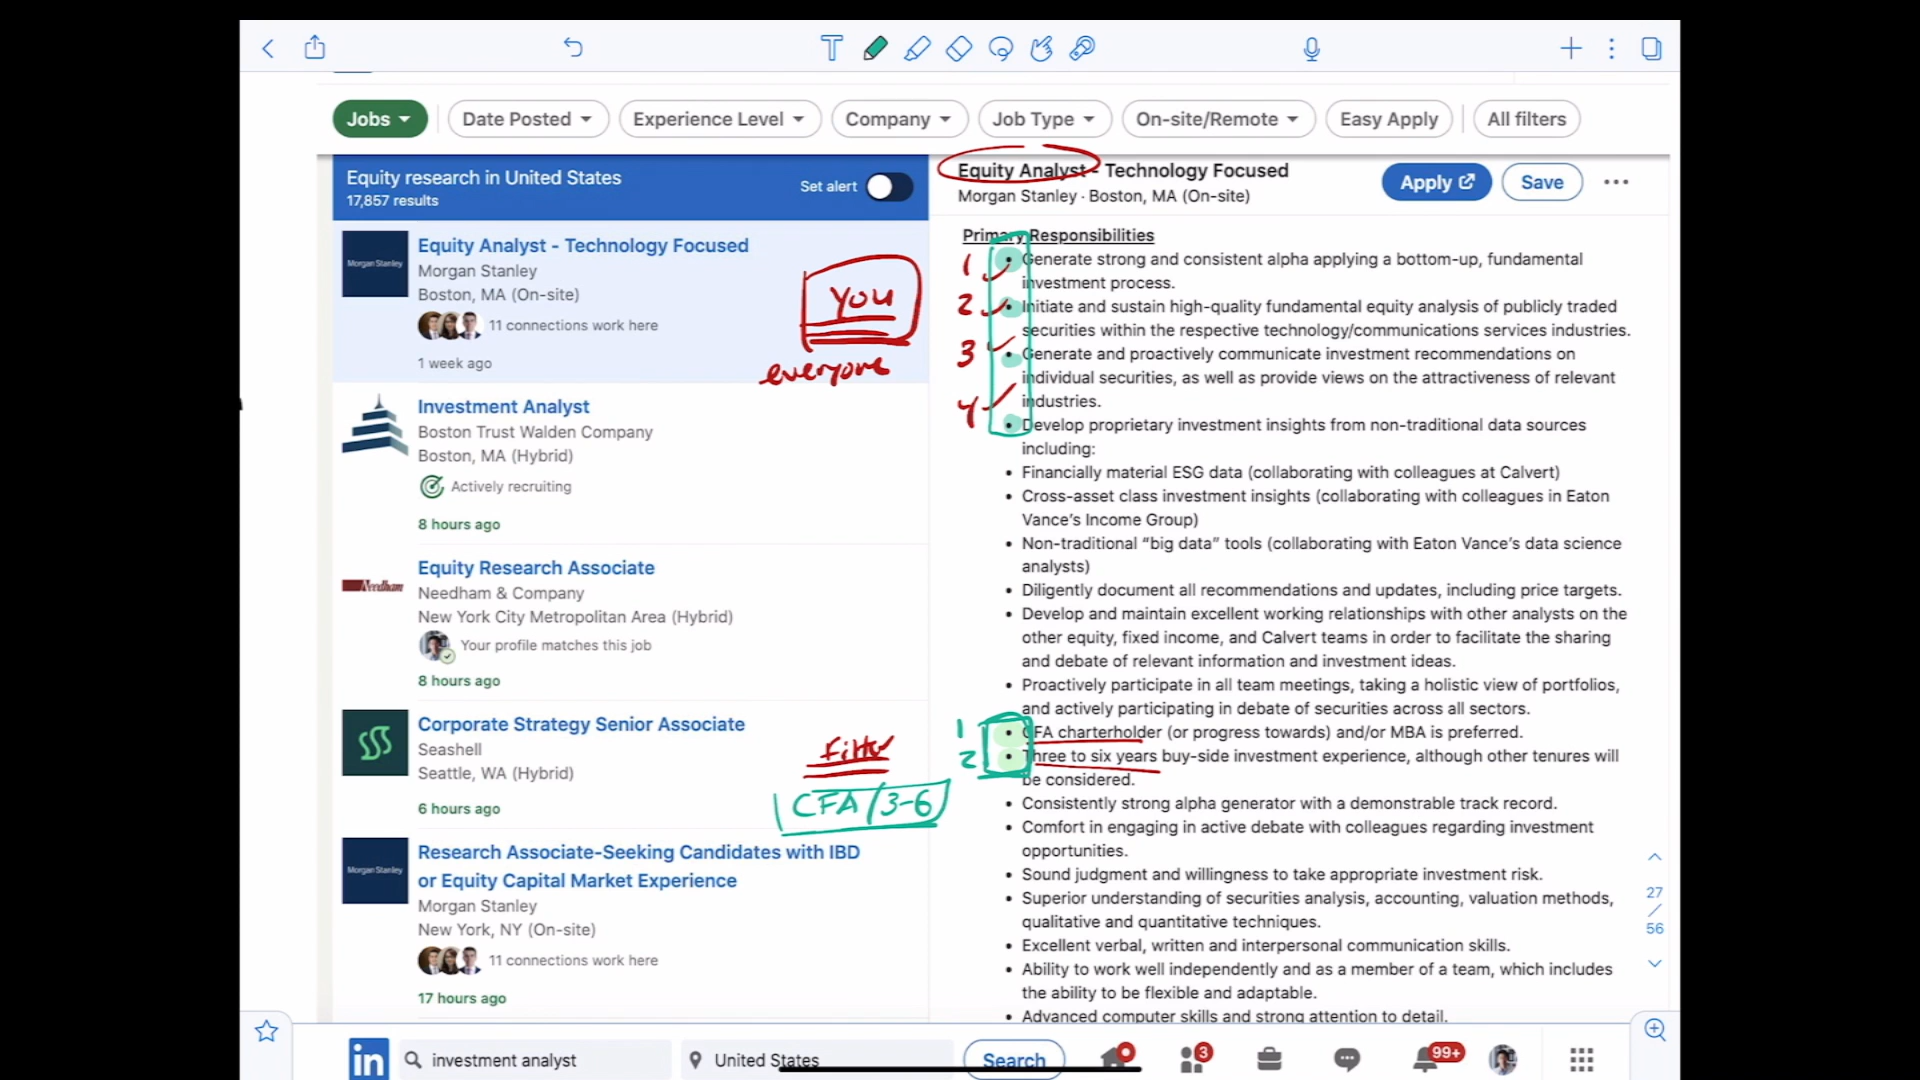 Jobs
Date Posted
Experience Level
Company
Job Type
On-site/Remote
Easy Apply
All filters
Equity research in United States
17,857 results
Set alert
Morgan Stanley
Equity Analyst - Technology Focused
Morgan Stanley
Boston, MA (On-site)
11 connections work here
1 week ago
you
everyone
Investment Analyst
Boston Trust Walden Company
Boston, MA (Hybrid)
Actively recruiting
8 hours ago
Needham
Equity Research Associate
Needham & Company
New York City Metropolitan Area (Hybrid)
Your profile matches this job
8 hours ago
Corporate Strategy Senior Associate
Seashell
Seattle, WA (Hybrid)
6 hours ago
Filter
CFA/3-6
Morgan Stanley
Research Associate-Seeking Candidates with IBD
or Equity Capital Market Experience
Morgan Stanley
New York, NY (On-site)
11 connections work here
17 hours ago
Equity Analyst - Technology Focused
Morgan Stanley · Boston, MA (On-site)
Apply
Save
Primary Responsibilities
1 • Generate strong and consistent alpha applying a bottom-up, fundamental
investment process.
2 • Initiate and sustain high-quality fundamental equity analysis of publicly traded
securities within the respective technology/communications services industries.
3 • Generate and proactively communicate investment recommendations on
individual securities, as well as provide views on the attractiveness of relevant
industries.
4 • Develop proprietary investment insights from non-traditional data sources
including:
• Financially material ESG data (collaborating with colleagues at Calvert)
• Cross-asset class investment insights (collaborating with colleagues in Eaton
Vance’s Income Group)
• Non-traditional “big data” tools (collaborating with Eaton Vance’s data science
analysts)
• Diligently document all recommendations and updates, including price targets.
• Develop and maintain excellent working relationships with other analysts on the
other equity, fixed income, and Calvert teams in order to facilitate the sharing
and debate of relevant information and investment ideas.
• Proactively participate in all team meetings, taking a holistic view of portfolios,
and actively participating in debate of securities across all sectors.
1 • CFA charterholder (or progress towards) and/or MBA is preferred.
2 • Three to six years buy-side investment experience, although other tenures will
be considered.
• Consistently strong alpha generator with a demonstrable track record.
• Comfort in engaging in active debate with colleagues regarding investment
opportunities.
• Sound judgment and willingness to take appropriate investment risk.
• Superior understanding of securities analysis, accounting, valuation methods,
qualitative and quantitative techniques.
• Excellent verbal, written and interpersonal communication skills.
• Ability to work well independently and as a member of a team, which includes
the ability to be flexible and adaptable.
• Advanced computer skills and strong attention to detail.
27
/
56
in
investment analyst
United States
Search
3
99+